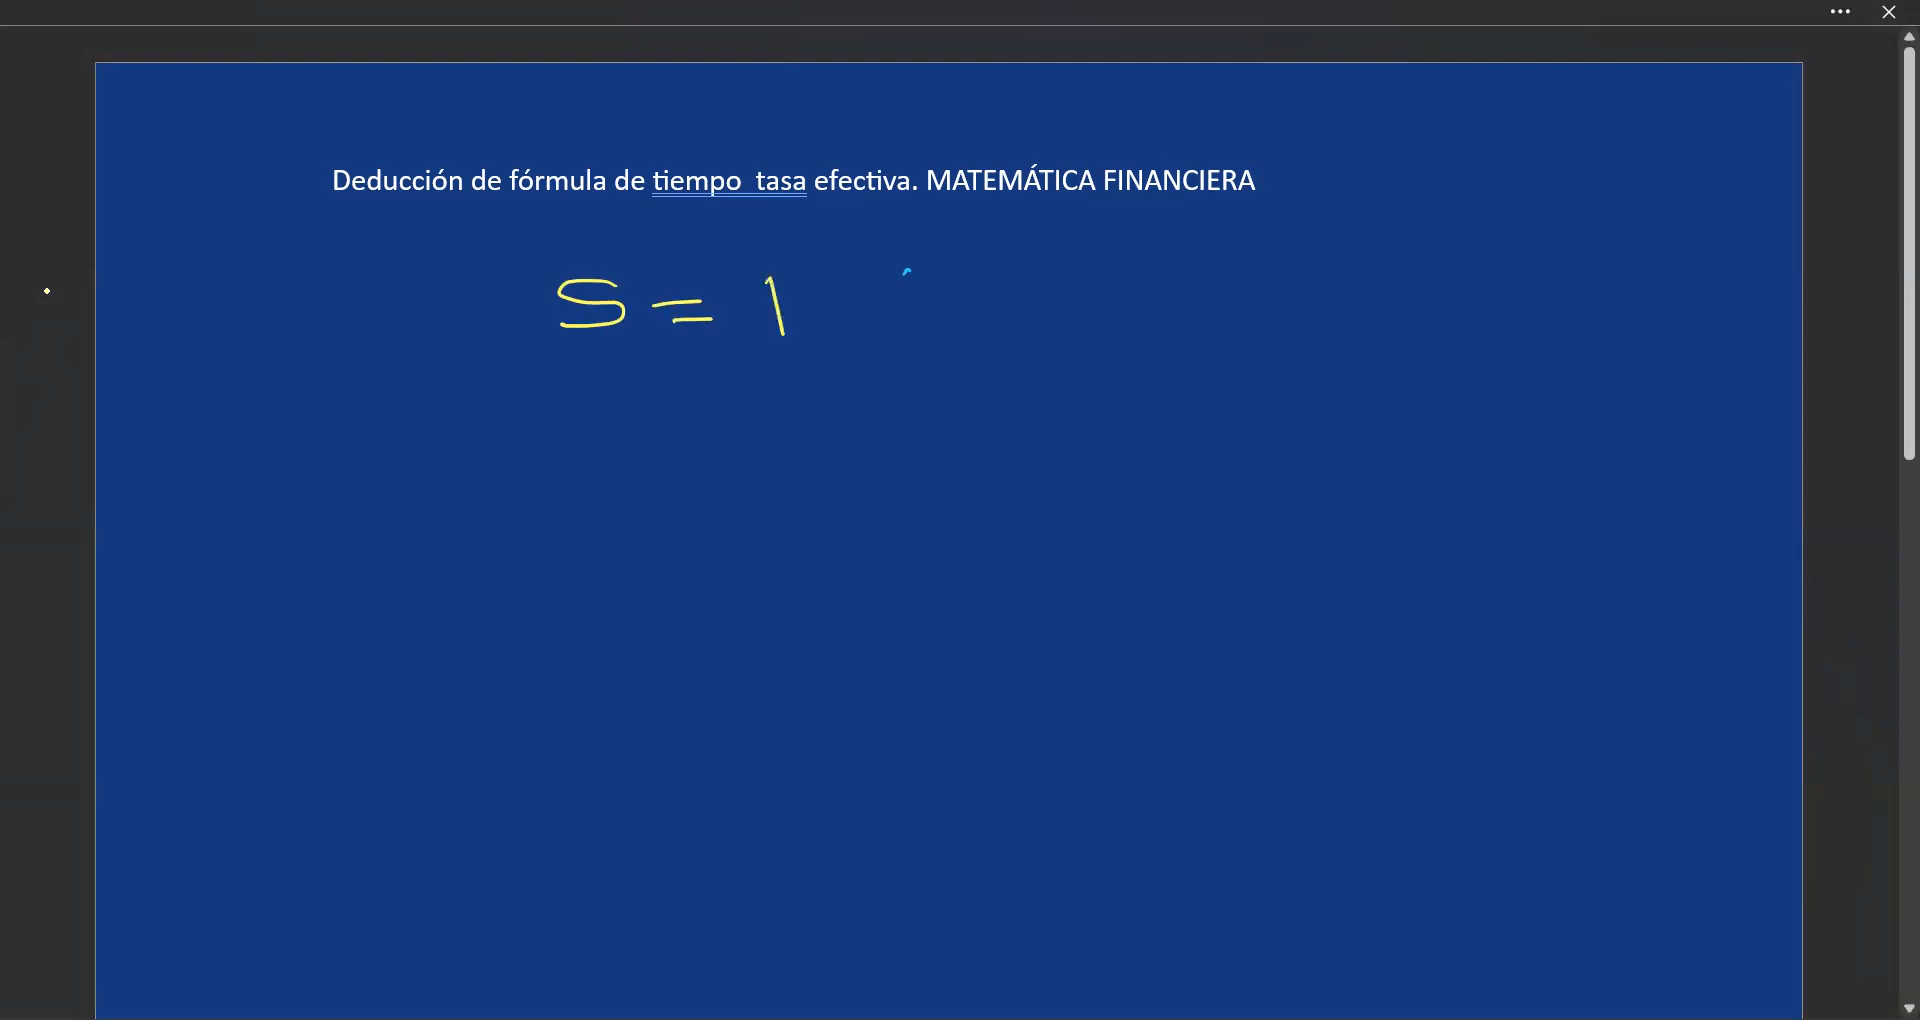 Deducción de fórmula de tiempo tasa efectiva. MATEMÁTICA FINANCIERA
S = 1